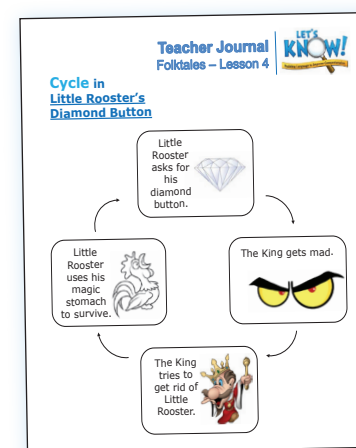 Teacher Journal
Folktales – Lesson 4
LET'S
KNOW!
Cycle in
Little Rooster's
Diamond Button
Little
Rooster
asks for
his
diamond
button.
The King gets mad.
The King
tries to
get rid of
Little
Rooster.
Little
Rooster
uses his
magic
stomach
to survive.